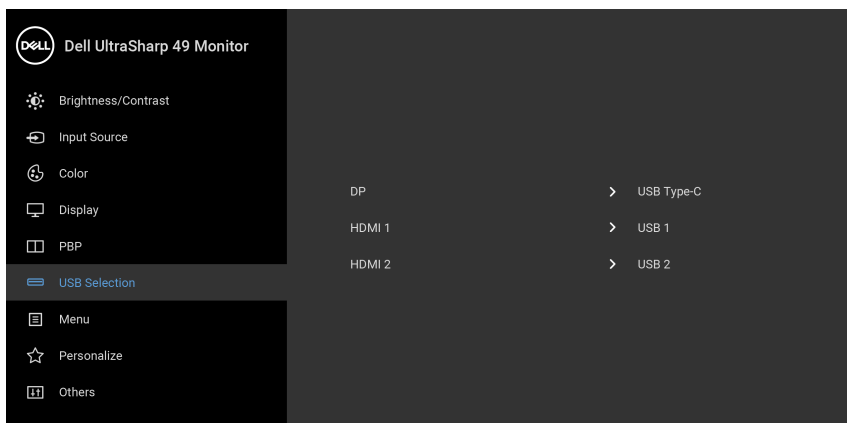 DELL
Dell UltraSharp 49 Monitor
Brightness/Contrast
Input Source
Color
Display
PBP
USB Selection
Menu
Personalize
Others
DP > USB Type-C
HDMI 1 > USB 1
HDMI 2 > USB 2